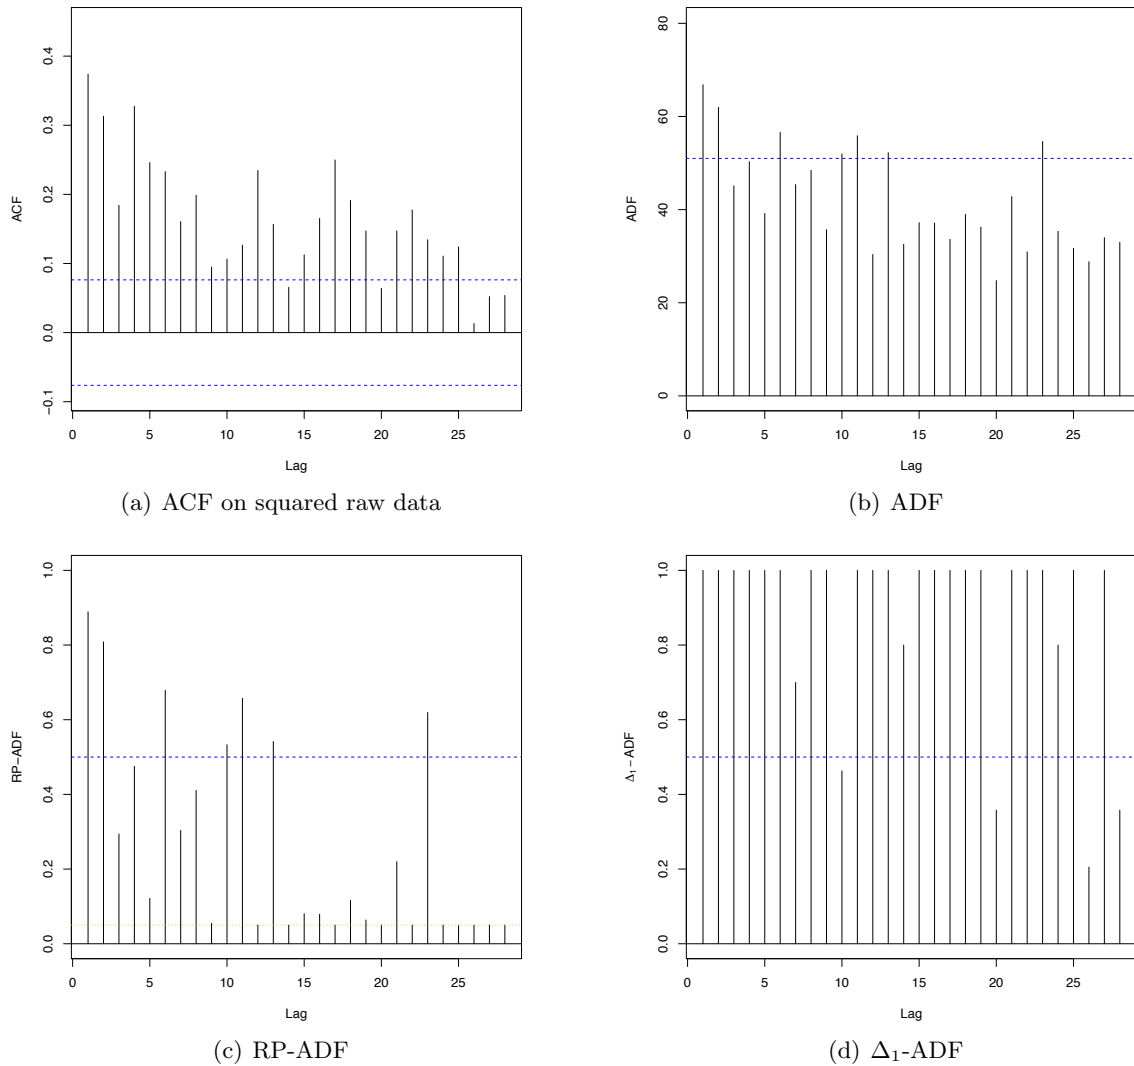 ACF
−0.1 0.0 0.1 0.2 0.3 0.4
0 5 10 15 20 25
Lag
(a) ACF on squared raw data
ADF
0 20 40 60 80
0 5 10 15 20 25
Lag
(b) ADF
RP−ADF
0.0 0.2 0.4 0.6 0.8 1.0
0 5 10 15 20 25
Lag
(c) RP-ADF
Δ₁−ADF
0.0 0.2 0.4 0.6 0.8 1.0
0 5 10 15 20 25
Lag
(d) Δ₁-ADF